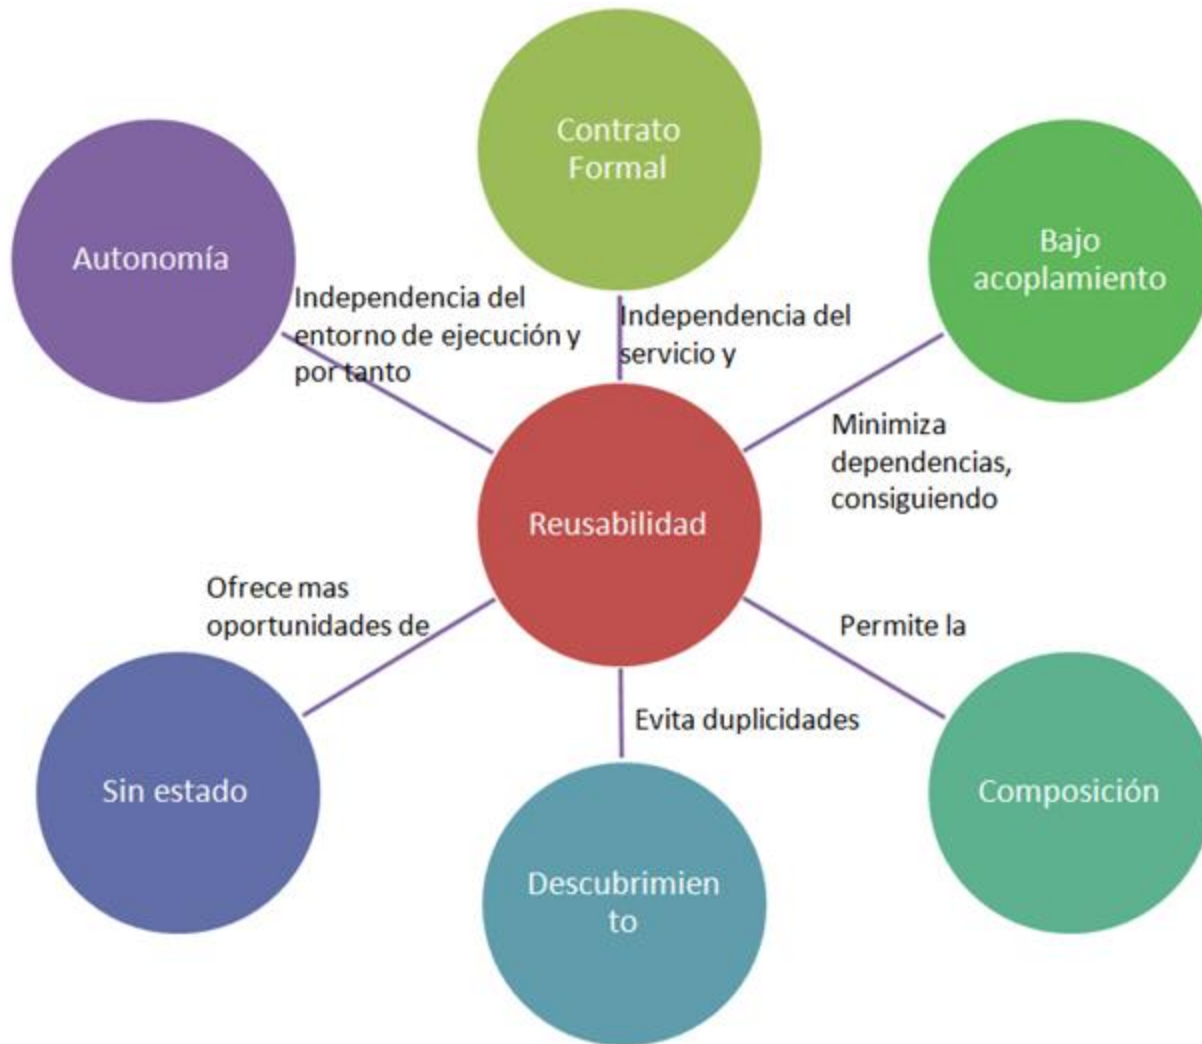 Contrato
Formal
Autonomía
Bajo
acoplamiento
Independencia del
entorno de ejecución y
por tanto
Independencia del
servicio y
Minimiza
dependencias,
consiguiendo
Reusabilidad
Ofrece mas
oportunidades de
Permite la
Evita duplicidades
Sin estado
Composición
Descubrimien
to